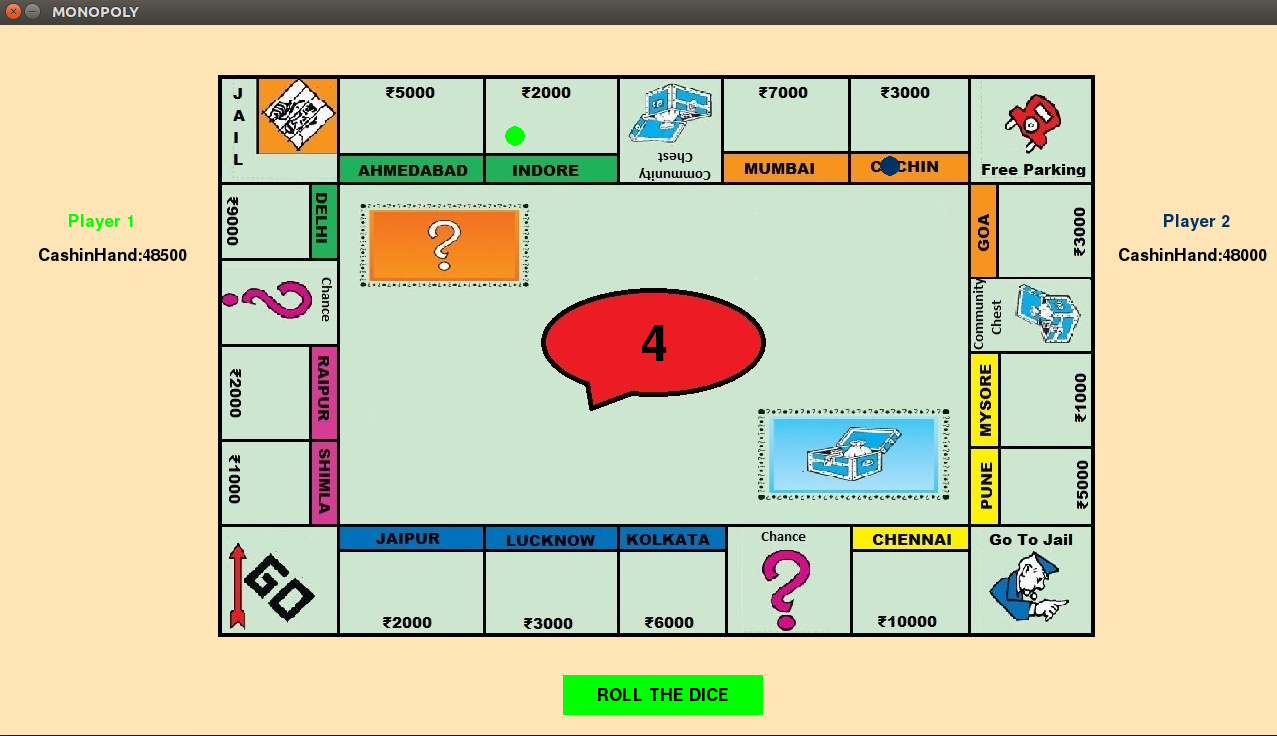 MONOPOLY
JAIL
₹5000
₹2000
Community Chest
₹7000
₹3000
Free Parking
AHMEDABAD
INDORE
MUMBAI
₹9000
DELHI
Player 1
CashinHand:48500
?
GOA
₹3000
Player 2
CashinHand:48000
?
Chance
4
Community Chest
₹2000
RAIPUR
MYSORE
₹1000
₹1000
SHIMLA
PUNE
₹5000
JAIPUR
LUCKNOW
KOLKATA
Chance
CHENNAI
Go To Jail
GO
?
₹2000
₹3000
₹6000
₹10000
ROLL THE DICE